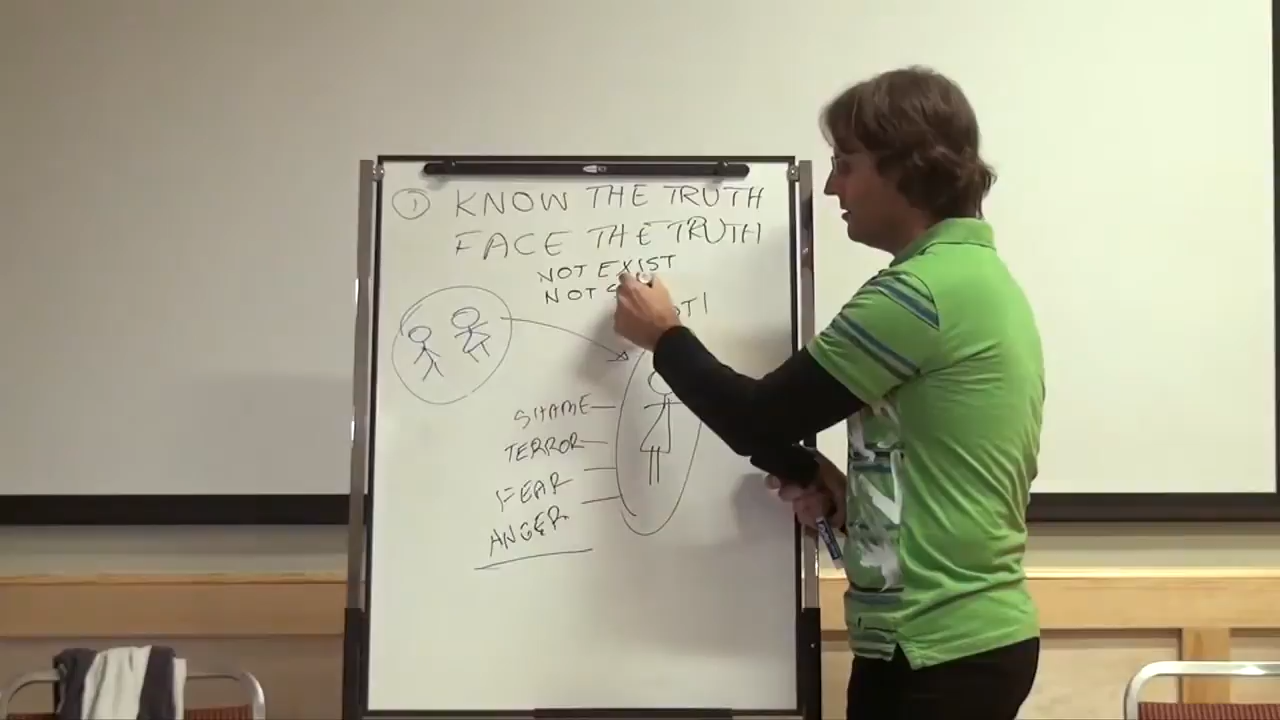 ① KNOW THE TRUTH
FACE THE TRUTH
NOT EXIST
NOT
SHAME
TERROR
FEAR
ANGER